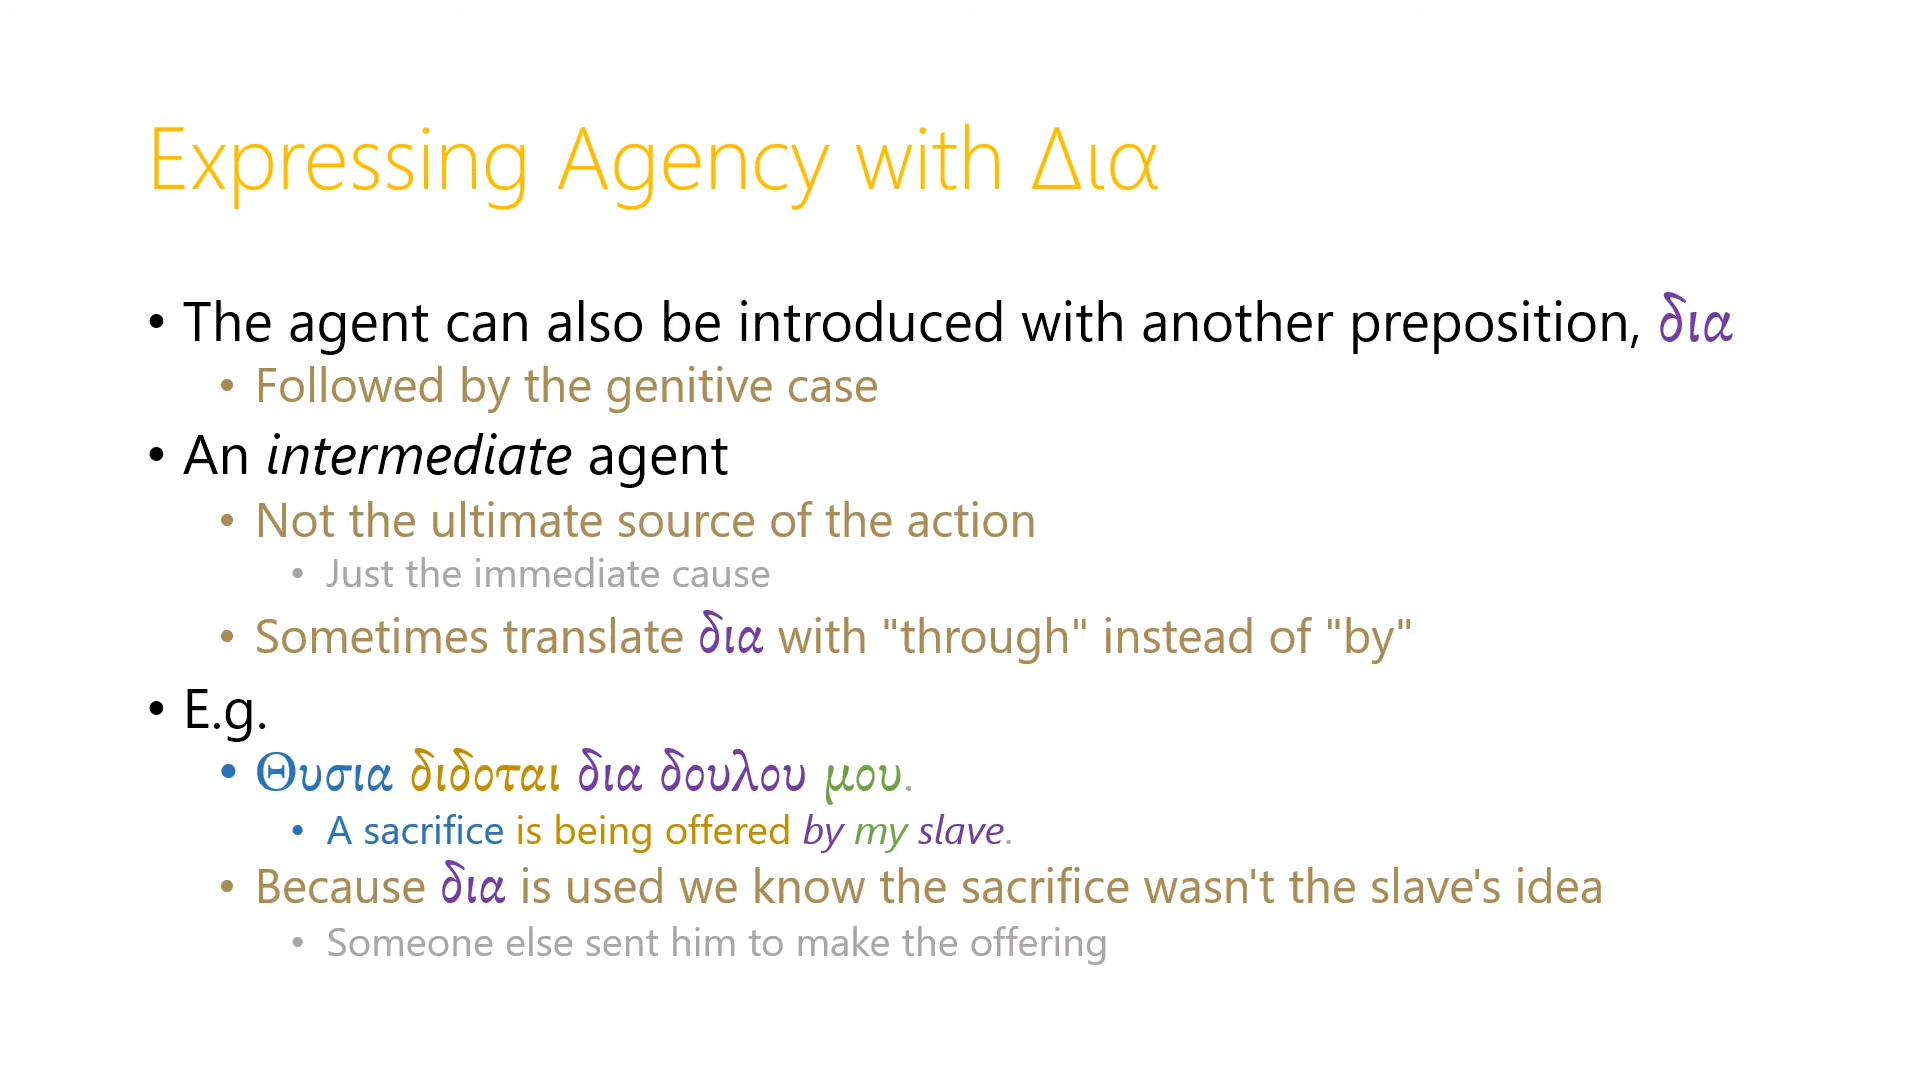 Expressing Agency with Δια
• The agent can also be introduced with another preposition, δια
• Followed by the genitive case
• An intermediate agent
• Not the ultimate source of the action
• Just the immediate cause
• Sometimes translate δια with "through" instead of "by"
• E.g.
• Θυσια διδοται δια δουλου μου.
• A sacrifice is being offered by my slave.
• Because δια is used we know the sacrifice wasn't the slave's idea
• Someone else sent him to make the offering